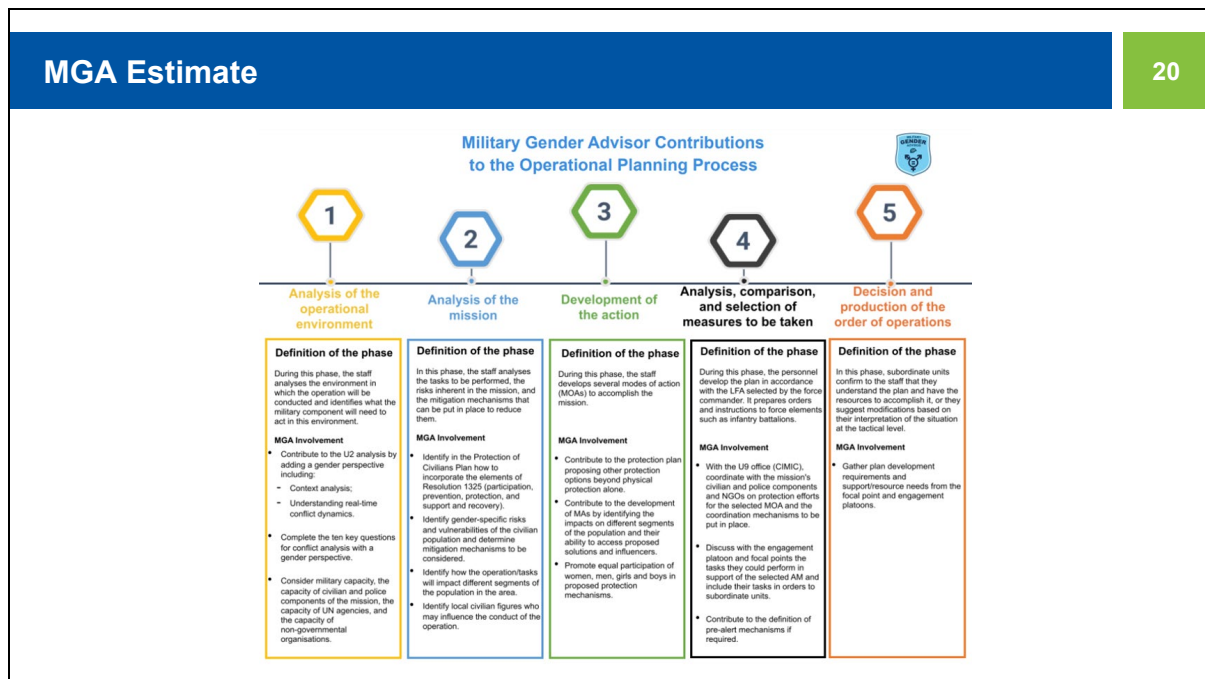 MGA Estimate
20
Military Gender Advisor Contributions
to the Operational Planning Process
GENDER
1
2
3
4
5
Analysis of the
operational
environment
Definition of the phase
During this phase, the staff
analyses the environment in
which the operation will be
conducted and identifies what the
military component will need to
act in this environment.
MGA Involvement
• Contribute to the U2 analysis by
adding a gender perspective
including:
- Context analysis;
- Understanding real-time
conflict dynamics.
• Complete the ten key questions
for conflict analysis with a
gender perspective.
• Consider military capacity, the
capacity of civilian and police
components of the mission, the
capacity of UN agencies, and
the capacity of
non-governmental
organisations.
Analysis of the
mission
Definition of the phase
In this phase, the staff analyses
the tasks to be performed, the
risks inherent in the mission, and
the mitigation mechanisms that
can be put in place to reduce
them.
MGA Involvement
• Identify in the Protection of
Civilians Plan how to
incorporate the elements of
Resolution 1325 (participation,
prevention, protection, and
support and recovery).
• Identify gender-specific risks
and vulnerabilities of the civilian
population and determine
mitigation mechanisms to be
considered.
• Identify how the operation/tasks
will impact different segments of
the population in the area.
• Identify local civilian figures who
may influence the conduct of the
operation.
Development of
the action
Definition of the phase
During this phase, the staff
develops several modes of action
(MOAs) to accomplish the
mission.
MGA Involvement
• Contribute to the protection plan
proposing other protection
options beyond physical
protection alone.
• Contribute to the development
of MAs by identifying the
impacts on different segments
of the population and their
ability to access proposed
solutions and influencers.
• Promote equal participation of
women, men, girls and boys in
proposed protection
mechanisms.
Analysis, comparison,
and selection of
measures to be taken
Definition of the phase
During this phase, the personnel
develop the plan in accordance
with the LFA selected by the force
commander. It prepares orders
and instructions to force elements
such as infantry battalions.
MGA Involvement
• With the U9 office (CIMIC),
coordinate with the mission's
civilian and police components
and NGOs on protection efforts
for the selected MOA and the
coordination mechanisms to be
put in place.
• Discuss with the engagement
platoon and focal points the
tasks they could perform in
support of the selected AM and
include their tasks in orders to
subordinate units.
• Contribute to the definition of
pre-alert mechanisms if
required.
Decision and
production of the
order of operations
Definition of the phase
In this phase, subordinate units
confirm to the staff that they
understand the plan and have the
resources to accomplish it, or they
suggest modifications based on
their interpretation of the situation
at the tactical level.
MGA Involvement
• Gather plan development
requirements and
support/resource needs from the
focal point and engagement
platoons.